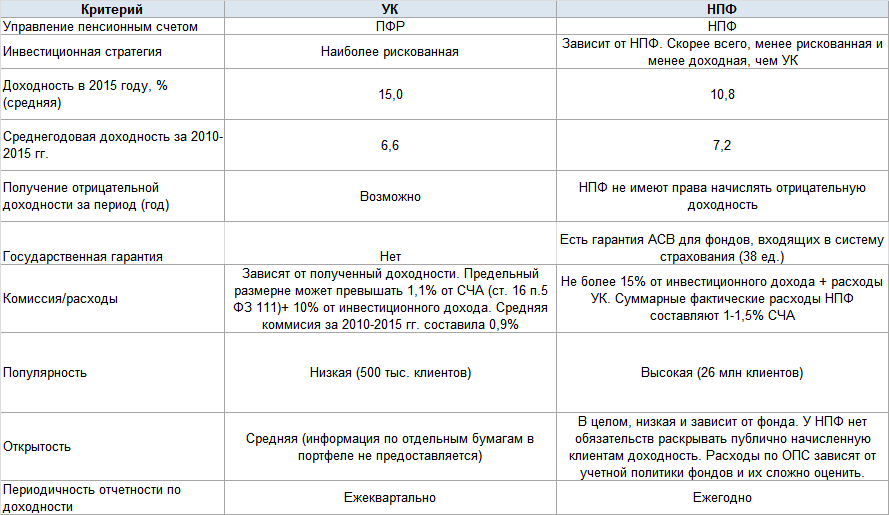 Критерий УК НПФ
Управление пенсионным счетом ПФР НПФ
Инвестиционная стратегия Наиболее рискованная Зависит от НПФ. Скорее всего, менее рискованная и
менее доходная, чем УК
Доходность в 2015 году, %
(средняя) 15,0 10,8
Среднегодовая доходность за 2010-
2015 гг. 6,6 7,2
Получение отрицательной
доходности за период (год) Возможно НПФ не имеют права начислять отрицательную
доходность
Государственная гарантия Нет Есть гарантия АСВ для фондов, входящих в систему
страхования (38 ед.)
Комиссия/расходы
Зависят от полученной доходности. Предельный
размерне может превышать 1,1% от СЧА (ст. 16 п.5
ФЗ 111)+ 10% от инвестиционного дохода. Средняя
коммисия за 2010-2015 гг. составила 0,9%
Не более 15% от инвестиционного дохода + расходы
УК. Суммарные фактические расходы НПФ
составляют 1-1,5% СЧА
Популярность Низкая (500 тыс. клиентов) Высокая (26 млн клиентов)
Открытость
Средняя (информация по отдельным бумагам в
портфеле не предоставляется)
В целом, низкая и зависит от фонда. У НПФ нет
обязательств раскрывать публично начисленную
клиентам доходность. Расходы по ОПС зависят от
учетной политики фондов и их сложно оценить.
Периодичность отчетности по
доходности Ежеквартально Ежегодно